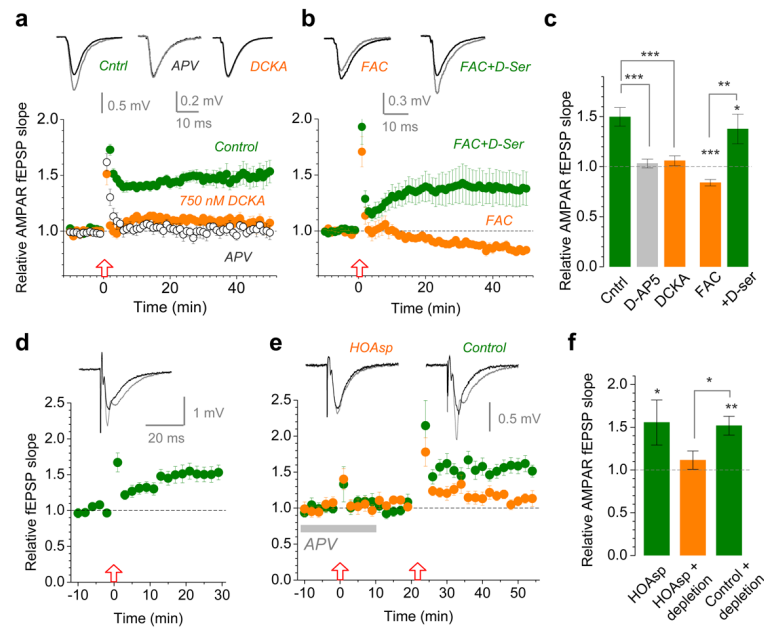 a
Cntrl
APV
DCKA
0.5 mV
0.2 mV
10 ms
Relative AMPAR fEPSP slope
2.0
1.5
1.0
Control
750 nM DCKA
APV
0
20
40
Time (min)
b
FAC
FAC+D-Ser
0.3 mV
10 ms
2.0
1.5
1.0
FAC+D-Ser
FAC
0
20
40
Time (min)
c
Relative AMPAR fEPSP slope
2.0
1.5
1.0
0.5
0.0
***
***
**
*
***
Cntrl
D-AP5
DCKA
FAC
+D-ser
d
1 mV
20 ms
Relative fEPSP slope
2.5
2.0
1.5
1.0
0.5
0.0
-10
0
10
20
30
Time (min)
e
HOAsp
Control
0.5 mV
2.5
2.0
1.5
1.0
0.5
0.0
APV
-10
0
10
20
30
40
50
Time (min)
f
Relative AMPAR fEPSP slope
2.0
1.5
1.0
0.5
0.0
*
*
**
HOAsp
HOAsp +
depletion
Control +
depletion